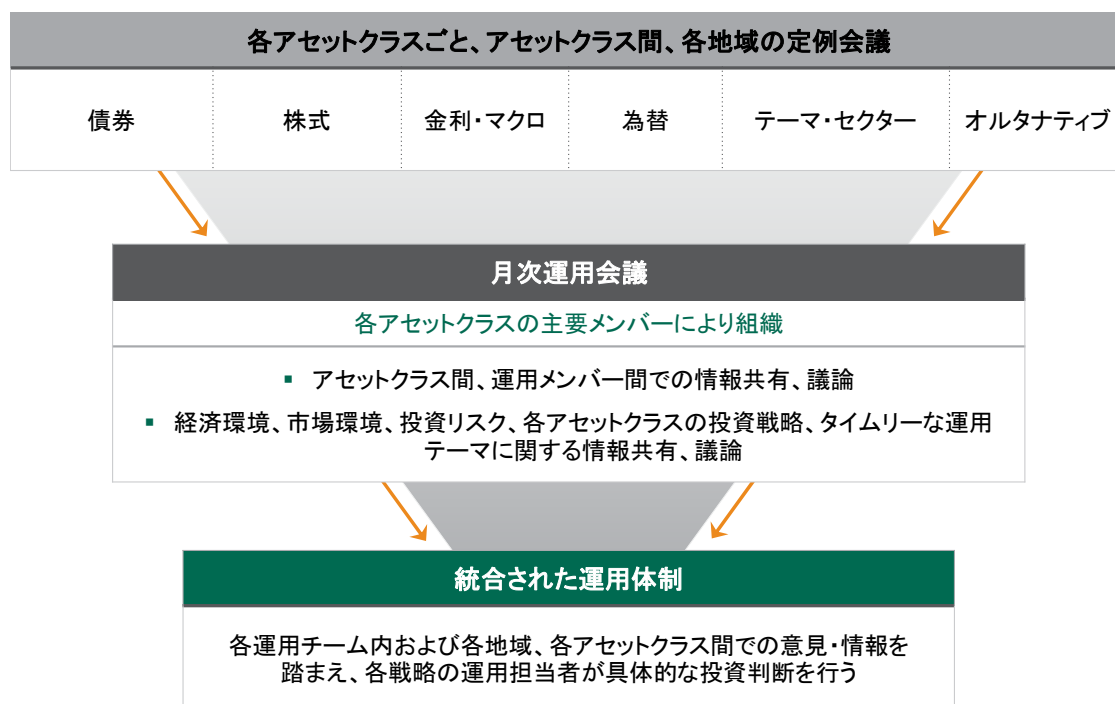 各アセットクラスごと、アセットクラス間、各地域の定例会議
債券
株式
金利・マクロ
為替
テーマ・セクター
オルタナティブ
月次運用会議
各アセットクラスの主要メンバーにより組織
▪ アセットクラス間、運用メンバー間での情報共有、議論
▪ 経済環境、市場環境、投資リスク、各アセットクラスの投資戦略、タイムリーな運用
テーマに関する情報共有、議論
統合された運用体制
各運用チーム内および各地域、各アセットクラス間での意見・情報を
踏まえ、各戦略の運用担当者が具体的な投資判断を行う